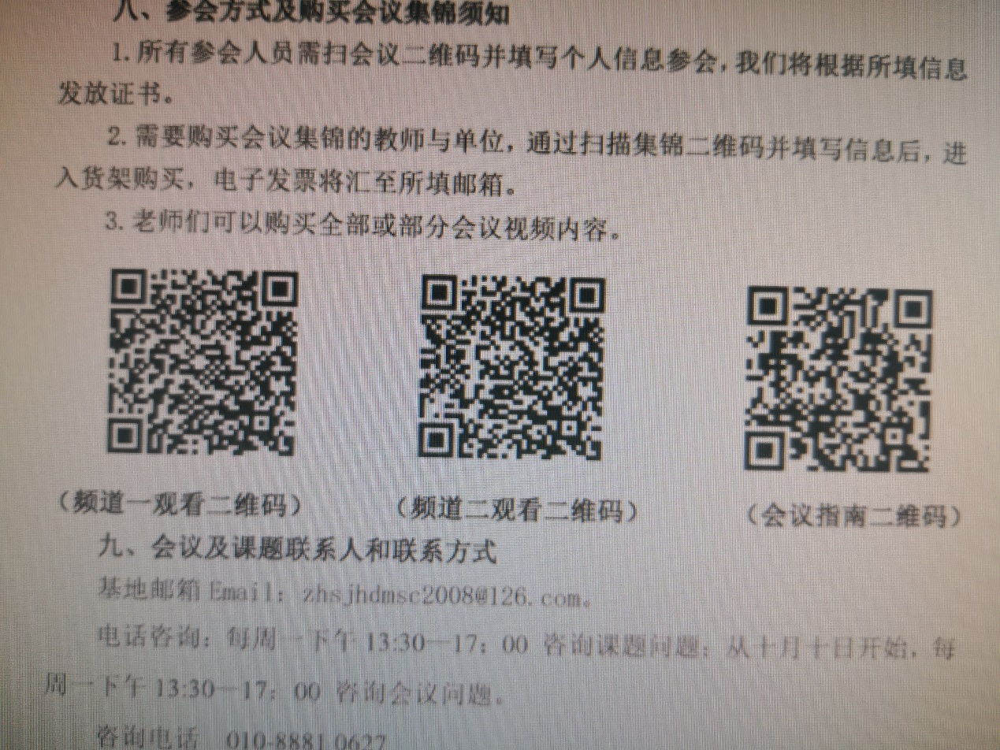 八、参会方式及购买会议集锦须知
1.所有参会人员需扫会议二维码并填写个人信息参会，我们将根据所填信息
发放证书。
2.需要购买会议集锦的教师与单位，通过扫描集锦二维码并填写信息后，进
入货架购买，电子发票将汇至所填邮箱。
3.老师们可以购买全部或部分会议视频内容。
（频道一观看二维码）（频道二观看二维码）（会议指南二维码）
九、会议及课题联系人和联系方式
基地邮箱 Email：zhsjhdmsc2008@126.com。
电话咨询：每周一下午 13:30—17：00 咨询课题问题；从十月十日开始，每
周一下午 13:30—17：00 咨询会议问题。
咨询电话 010-8881 0627